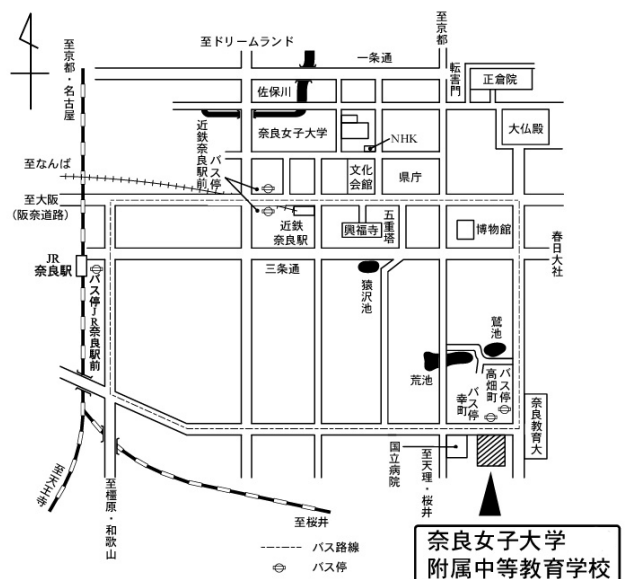 至京都・名古屋
至ドリームランド
至京都
一条通
転害門
正倉院
佐保川
近鉄奈良駅前
バス停
奈良女子大学
NHK
大仏殿
至なんば
文化
会館
県庁
至大阪
(阪奈道路)
近鉄
奈良駅
興福寺
五重塔
博物館
春日大社
JR
奈良駅
バス停JR奈良駅前
三条通
猿沢池
鷺池
荒池
バス停
幸町
バス停
高畑町
奈良教育大
国立病院
至天理・桜井
至天王寺
至橿原・和歌山
至桜井
バス路線
バス停
奈良女子大学
附属中等教育学校